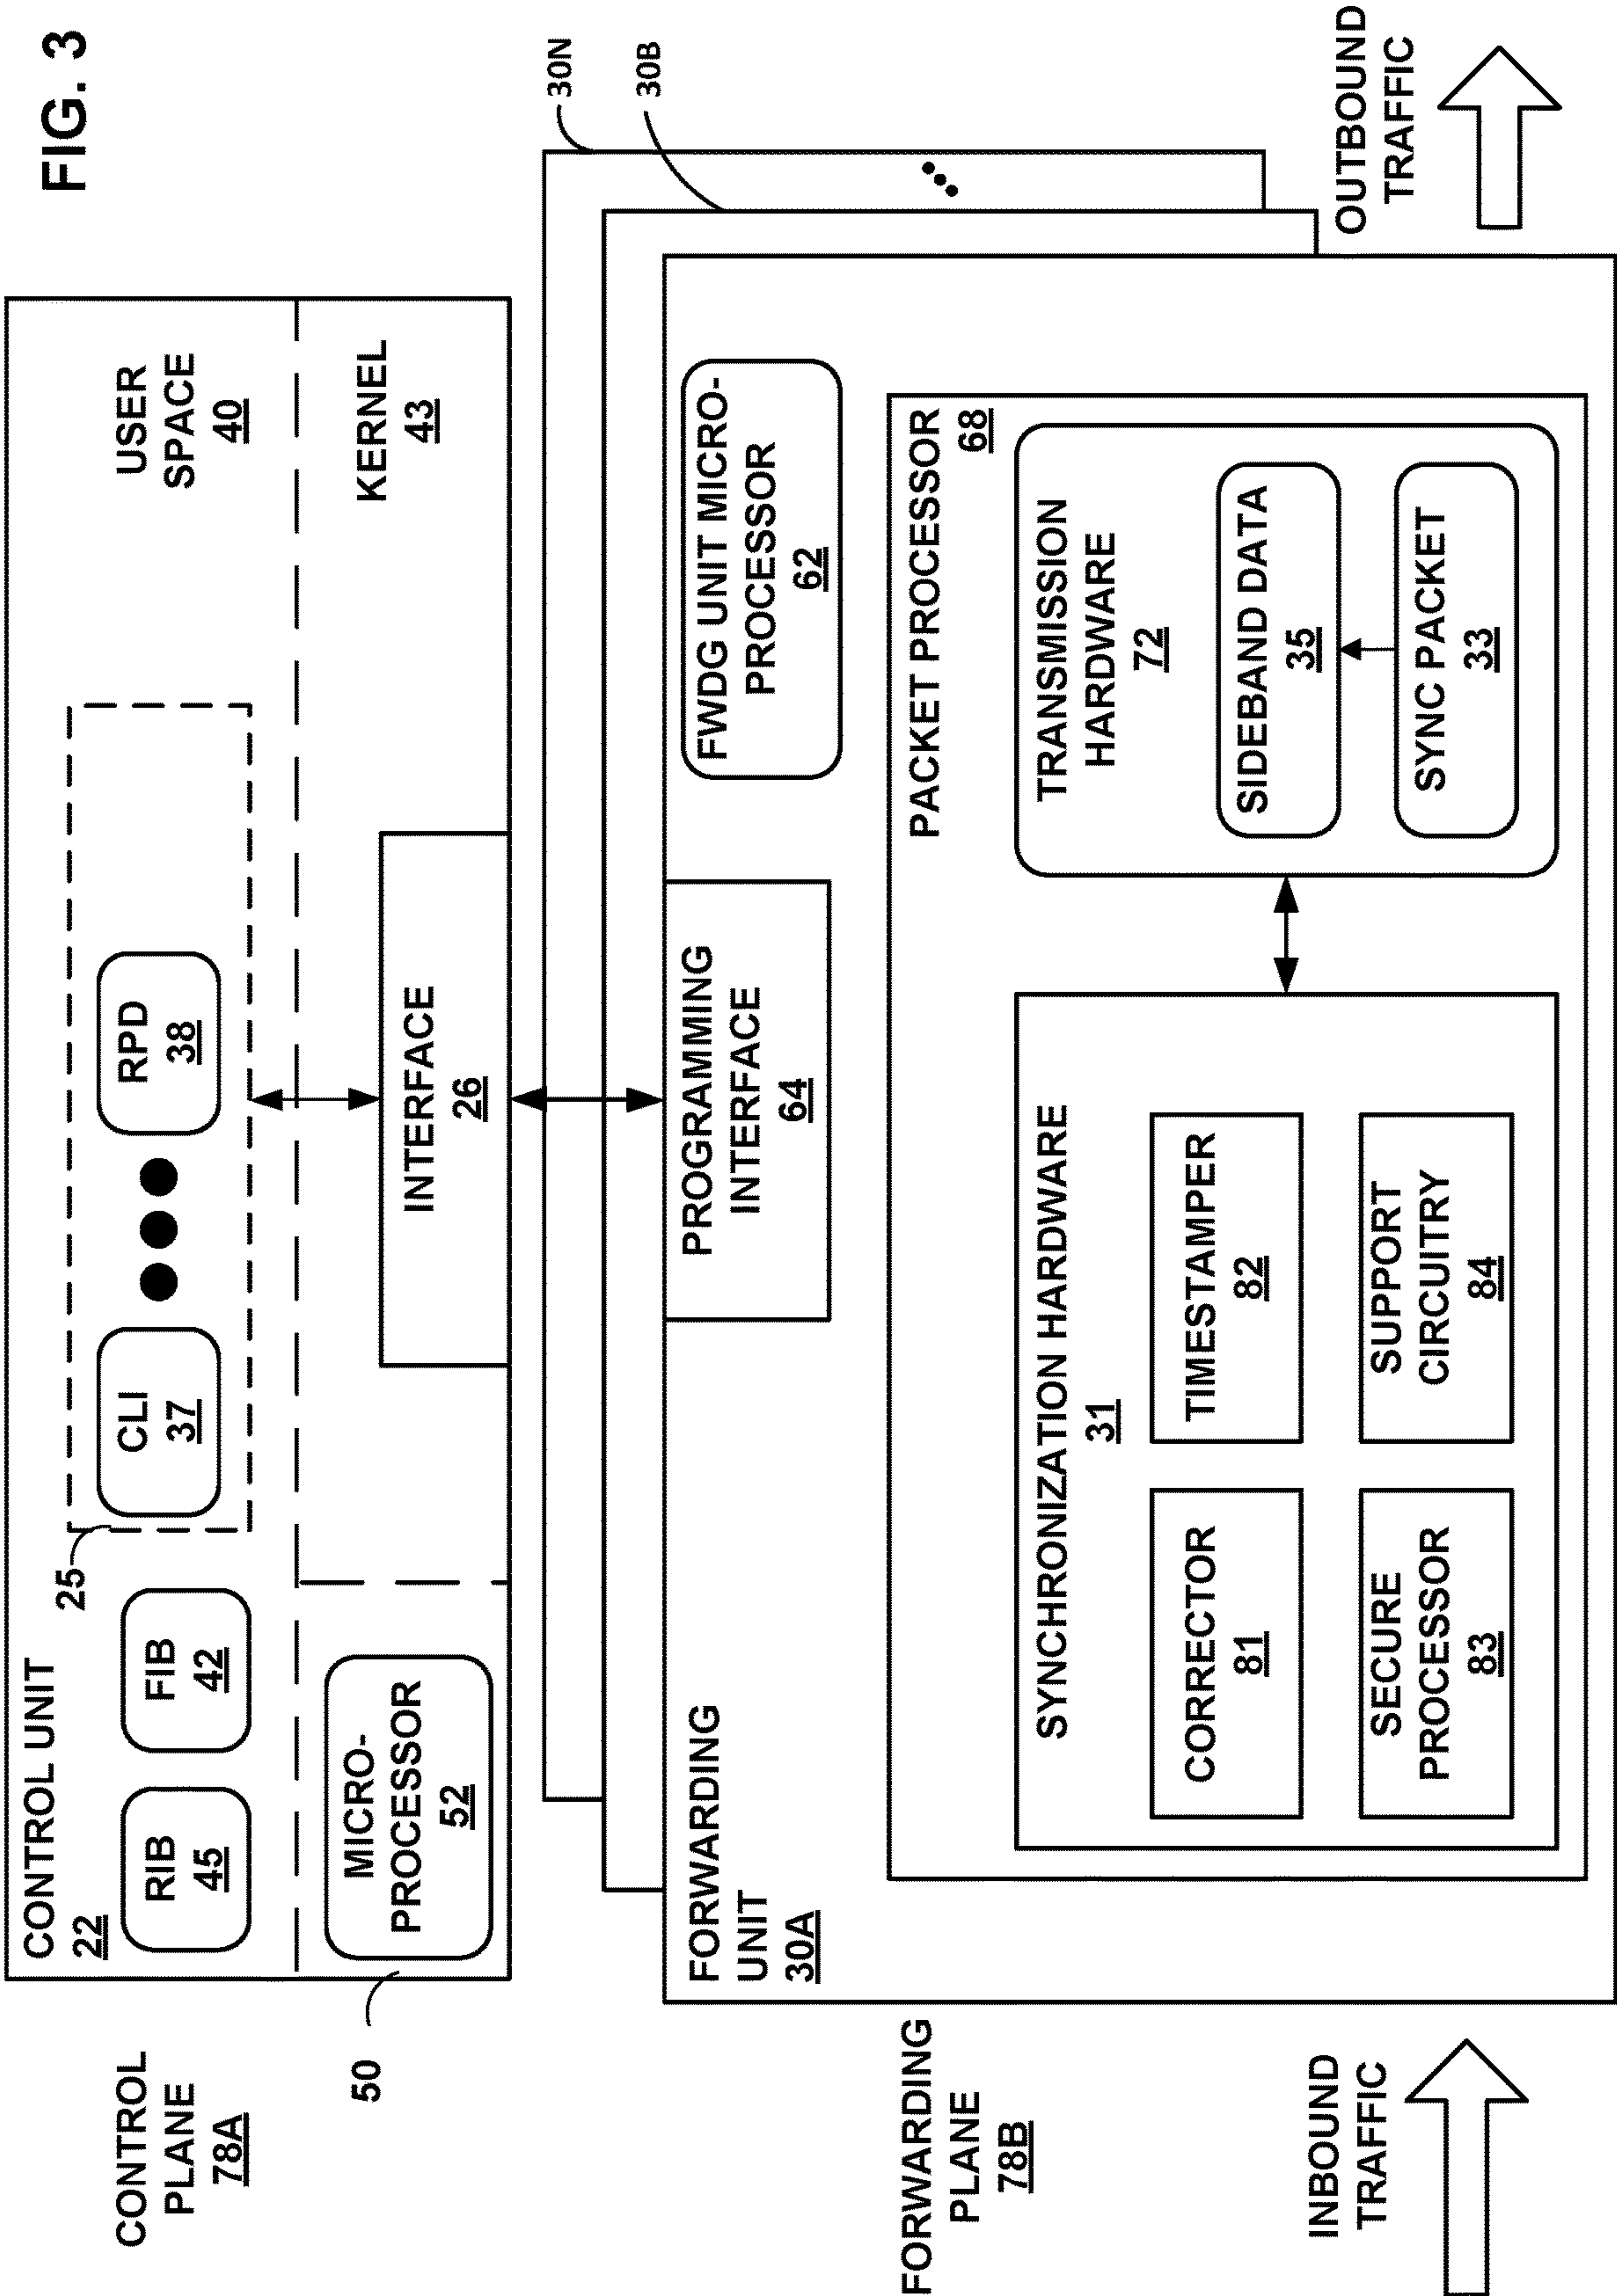 FIG. 3
CONTROL
PLANE
78A
CONTROL UNIT
22
RIB
45
FIB
42
25
CLI
37
RPD
38
USER
SPACE
40
50
MICRO-
PROCESSOR
52
INTERFACE
26
KERNEL
43
30N
30B
FORWARDING
PLANE
78B
FORWARDING
UNIT
30A
PROGRAMMING
INTERFACE
64
FWDG UNIT MICRO-
PROCESSOR
62
PACKET PROCESSOR
68
SYNCHRONIZATION HARDWARE
31
CORRECTOR
81
TIMESTAMPER
82
SECURE
PROCESSOR
83
SUPPORT
CIRCUITRY
84
TRANSMISSION
HARDWARE
72
SIDEBAND DATA
35
SYNC PACKET
33
INBOUND
TRAFFIC
OUTBOUND
TRAFFIC